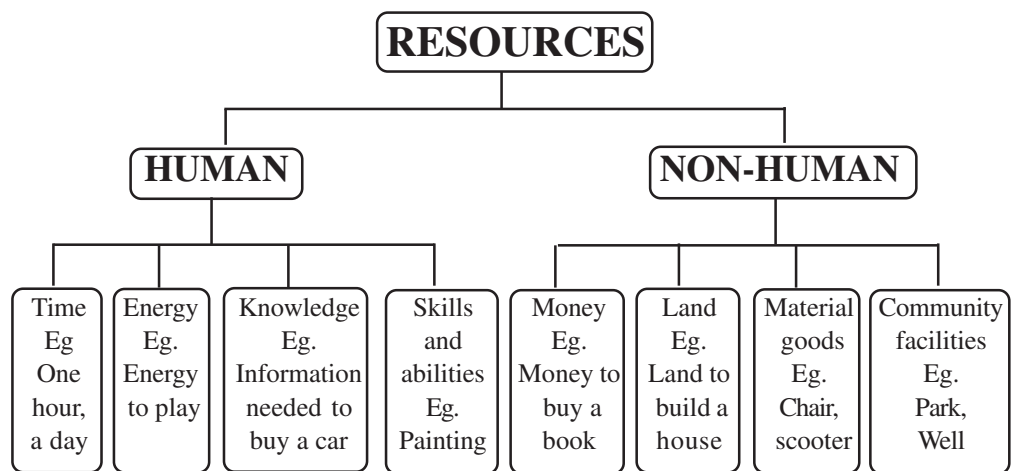 RESOURCES
HUMAN
NON-HUMAN
Time
Eg
One
hour,
a day
Energy
Eg.
Energy
to play
Knowledge
Eg.
Information
needed to
buy a car
Skills
and
abilities
Eg.
Painting
Money
Eg.
Money to
buy a
book
Land
Eg.
Land to
build a
house
Material
goods
Eg.
Chair,
scooter
Community
facilities
Eg.
Park,
Well